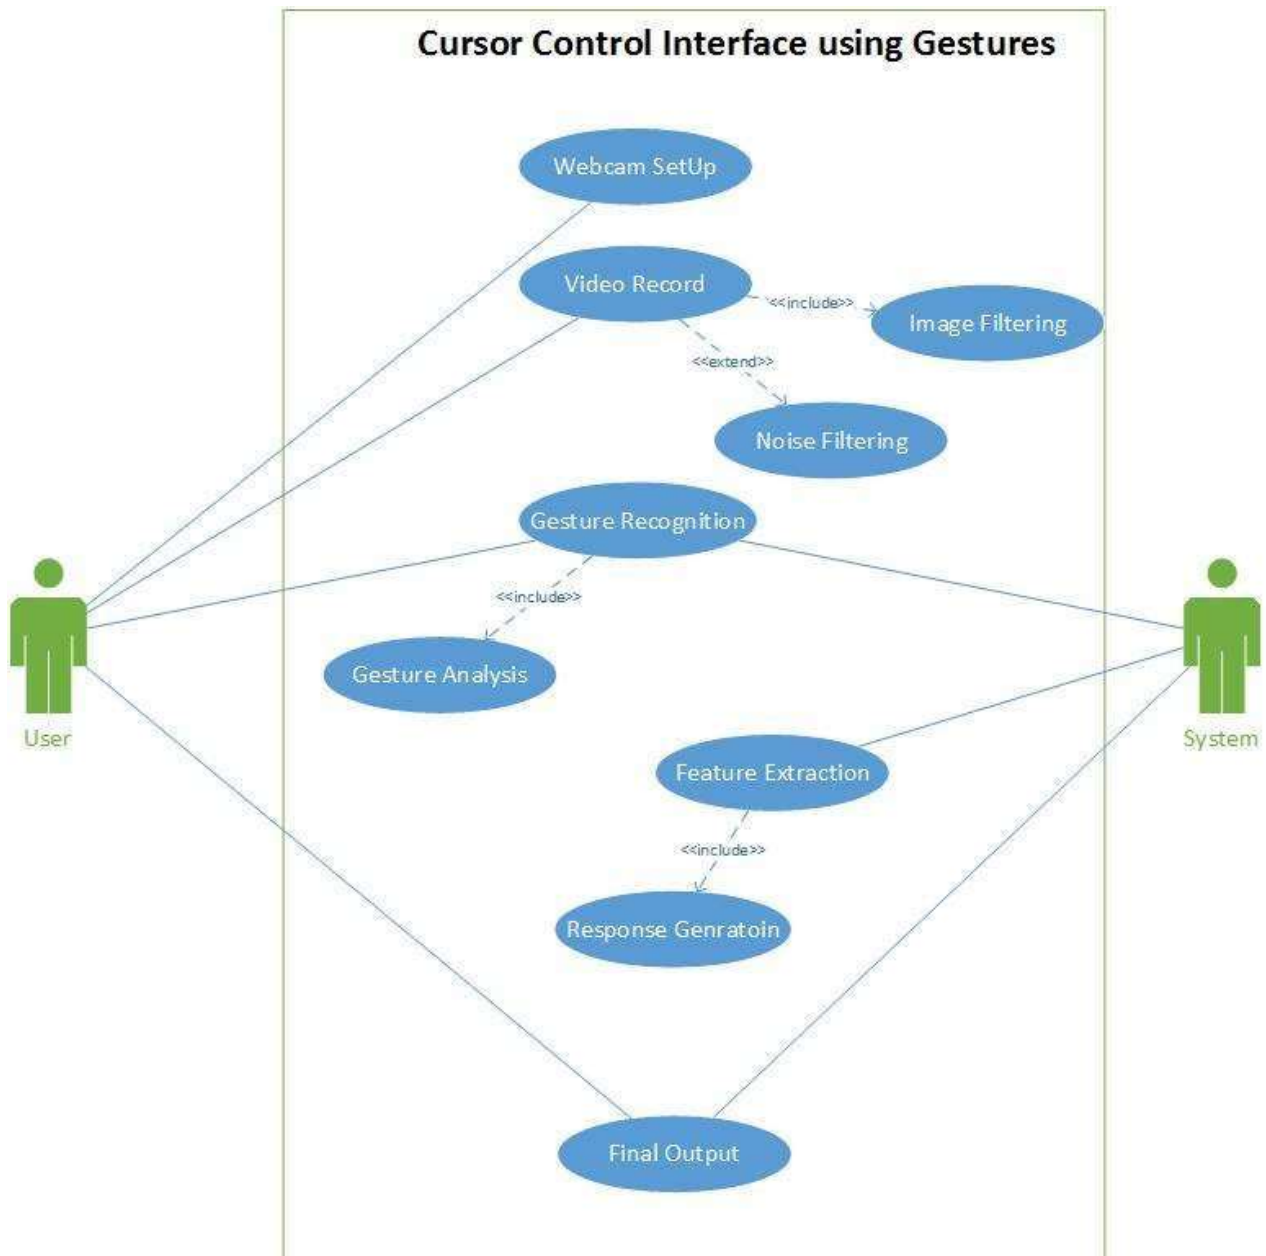 Cursor Control Interface using Gestures
Webcam SetUp
Video Record
<<include>>
Image Filtering
<<extend>>
Noise Filtering
Gesture Recognition
<<include>>
Gesture Analysis
User
System
Feature Extraction
<<include>>
Response Genratoin
Final Output